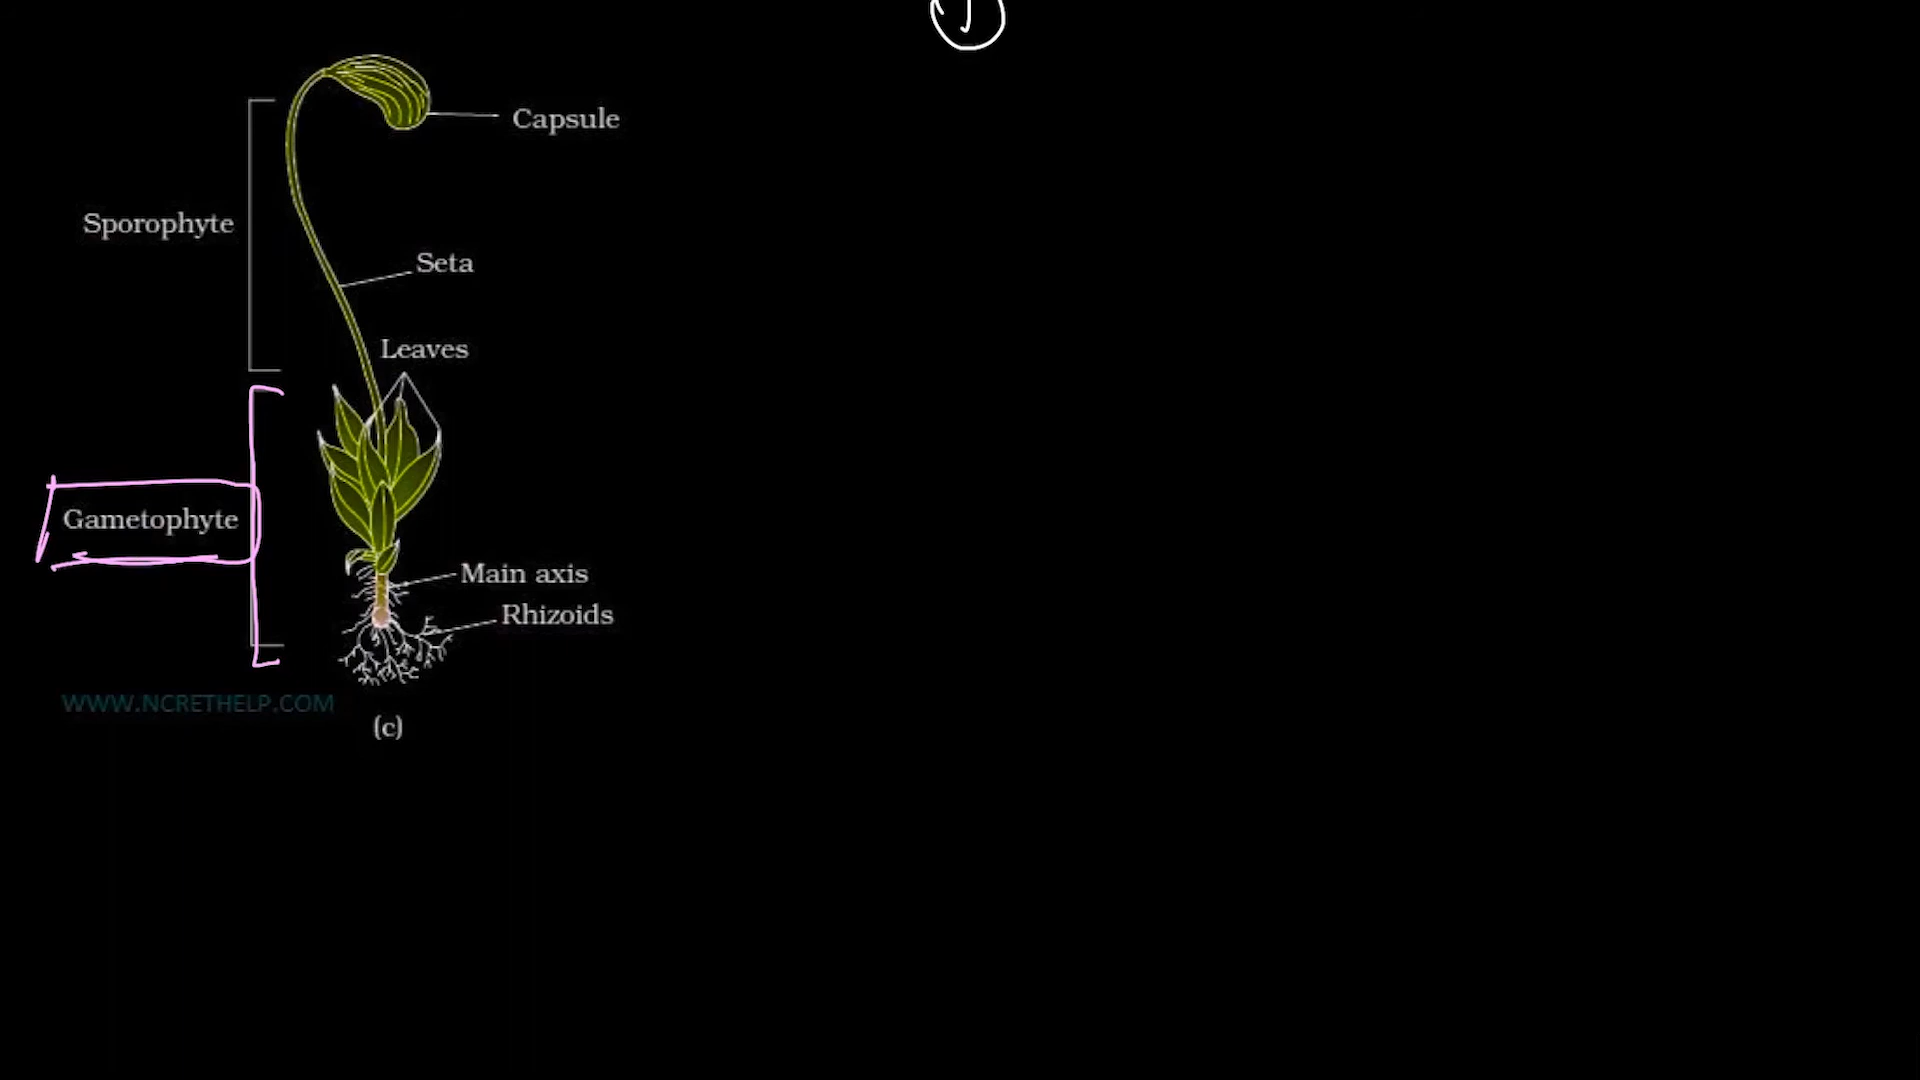 Capsule
Sporophyte
Seta
Leaves
Gametophyte
Main axis
Rhizoids
WWW.NCRETHELP.COM
(c)